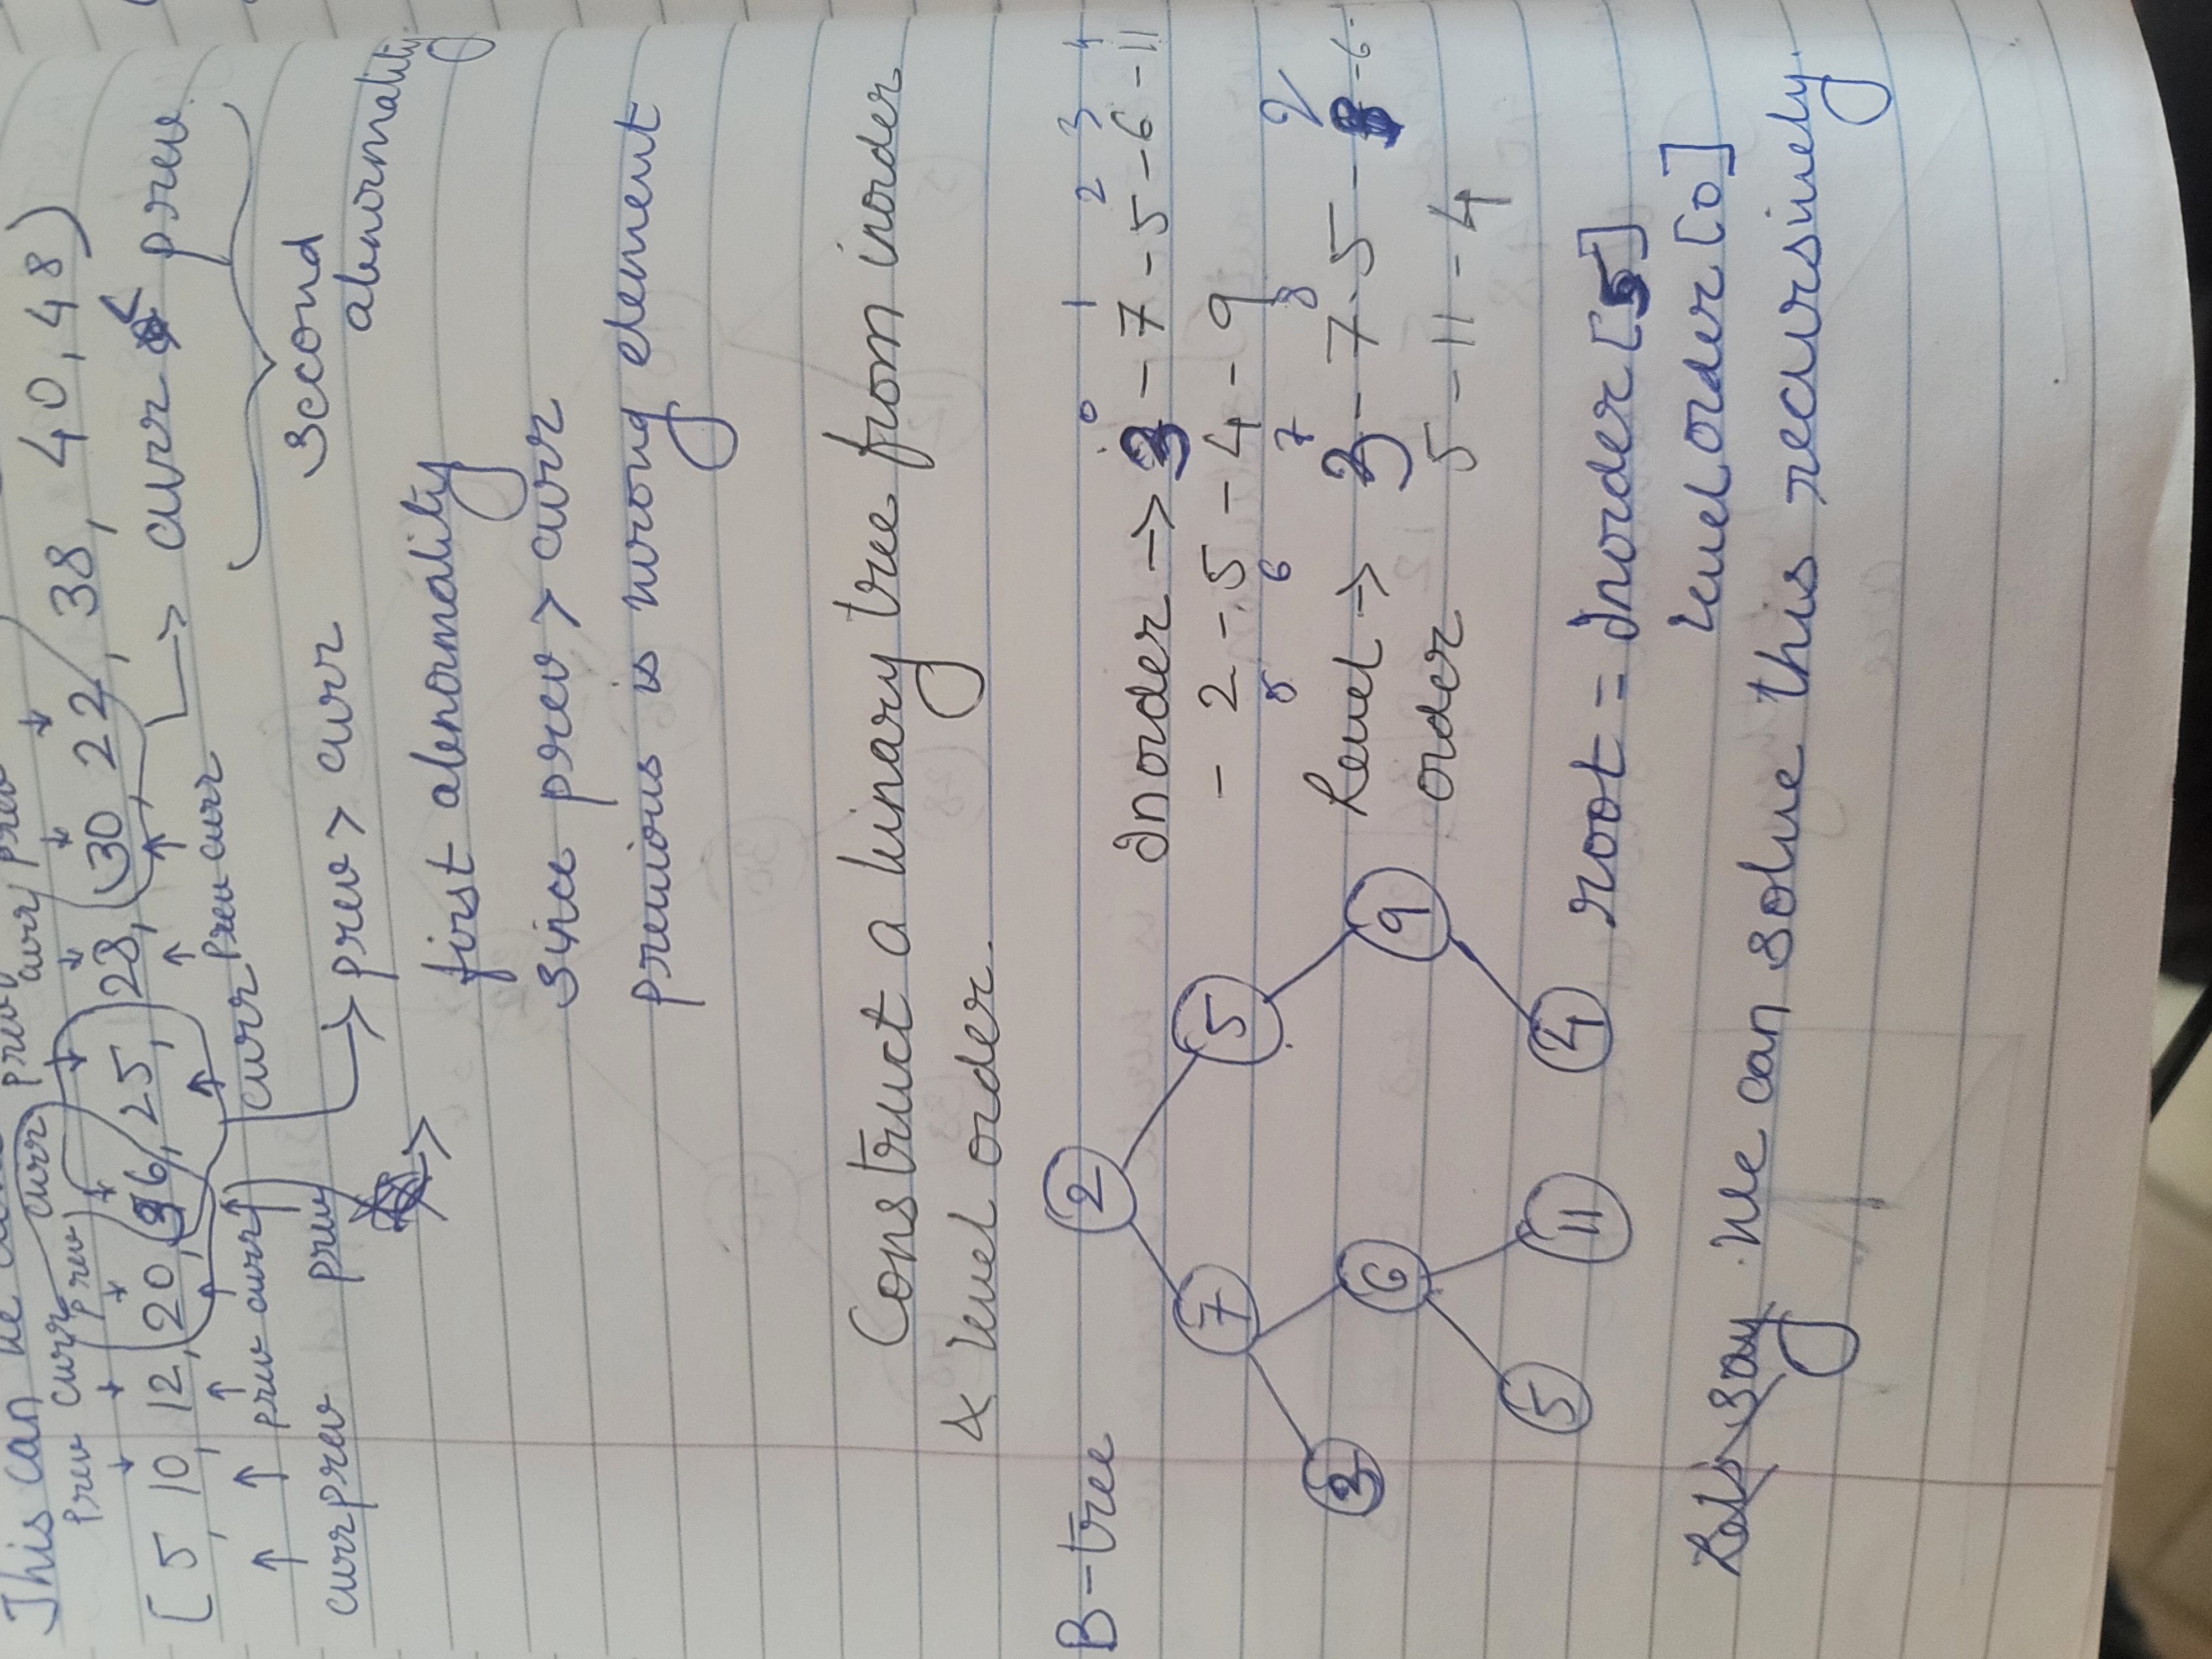 This can be
prev curr prev curr prev curr prev
[5, 10, 12, 20, 36, 25, 28, 30, 22, 38, 40, 48)
curr prev prev curr prev curr prev curr
curr < prev
second
abnormality
prev > curr
first abnormality
since prev > curr
previous is wrong element
Construct a binary tree from inorder
& level order.
B-tree
2
7 5
3 6 9
5 11 4
0 1 2 3 4
Inorder -> 3 - 7 - 5 - 6 - 11
- 2 - 5 - 4 - 9
5 6 7 8
Level -> - 7 - 5 - - 6 -
order 5 - 11 - 4
root = Inorder [5]
level order [0]
Let's say We can solve this recursively.